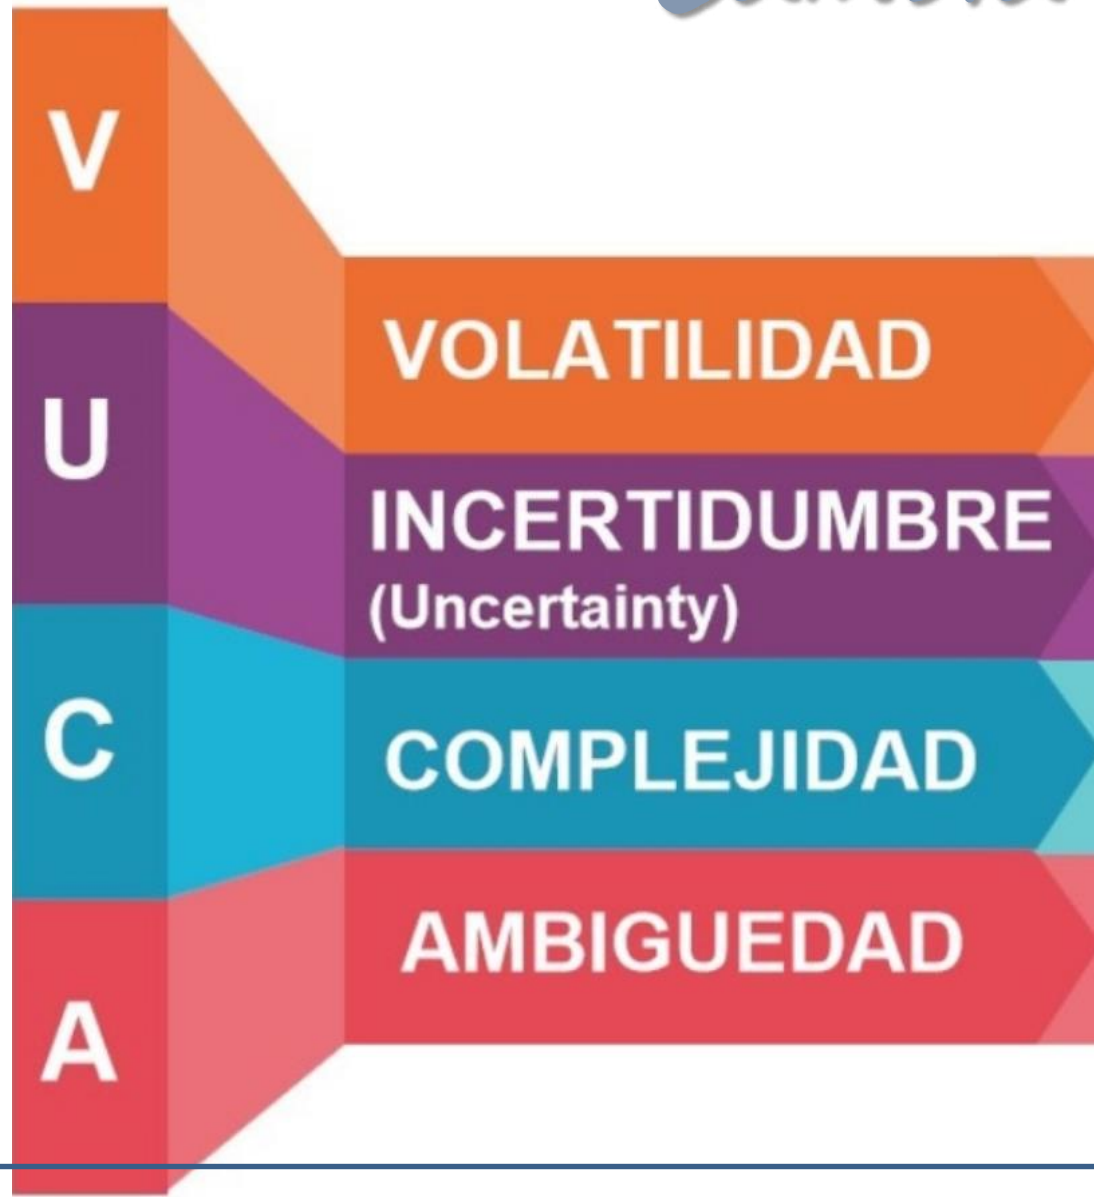 V
VOLATILIDAD
U
INCERTIDUMBRE
(Uncertainty)
C
COMPLEJIDAD
A
AMBIGUEDAD